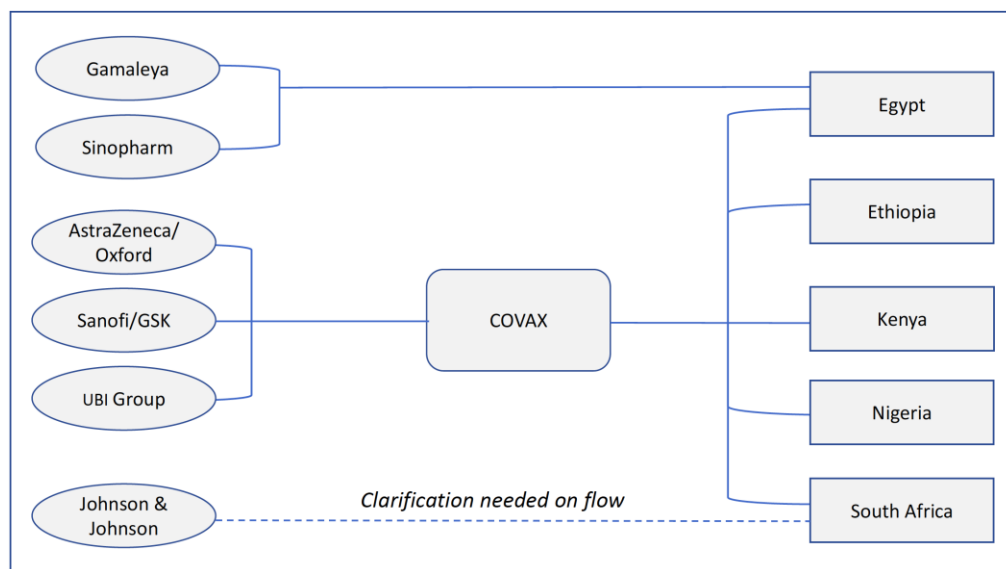 Gamaleya
Sinopharm
AstraZeneca/
Oxford
Sanofi/GSK
UBI Group
Johnson &
Johnson
COVAX
Clarification needed on flow
Egypt
Ethiopia
Kenya
Nigeria
South Africa